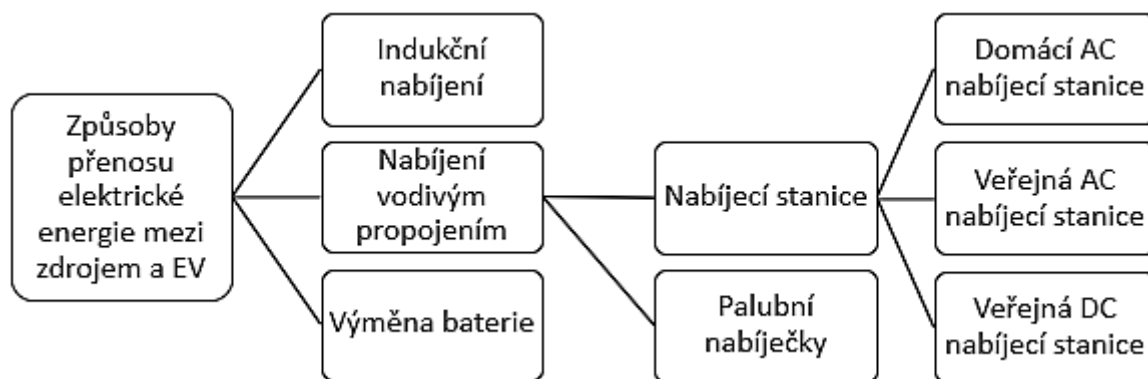 Způsoby
přenosu
elektrické
energie mezi
zdrojem a EV
Indukční
nabíjení
Nabíjení
vodivým
propojením
Výměna baterie
Nabíjecí stanice
Palubní
nabíječky
Domácí AC
nabíjecí stanice
Veřejná AC
nabíjecí stanice
Veřejná DC
nabíjecí stanice